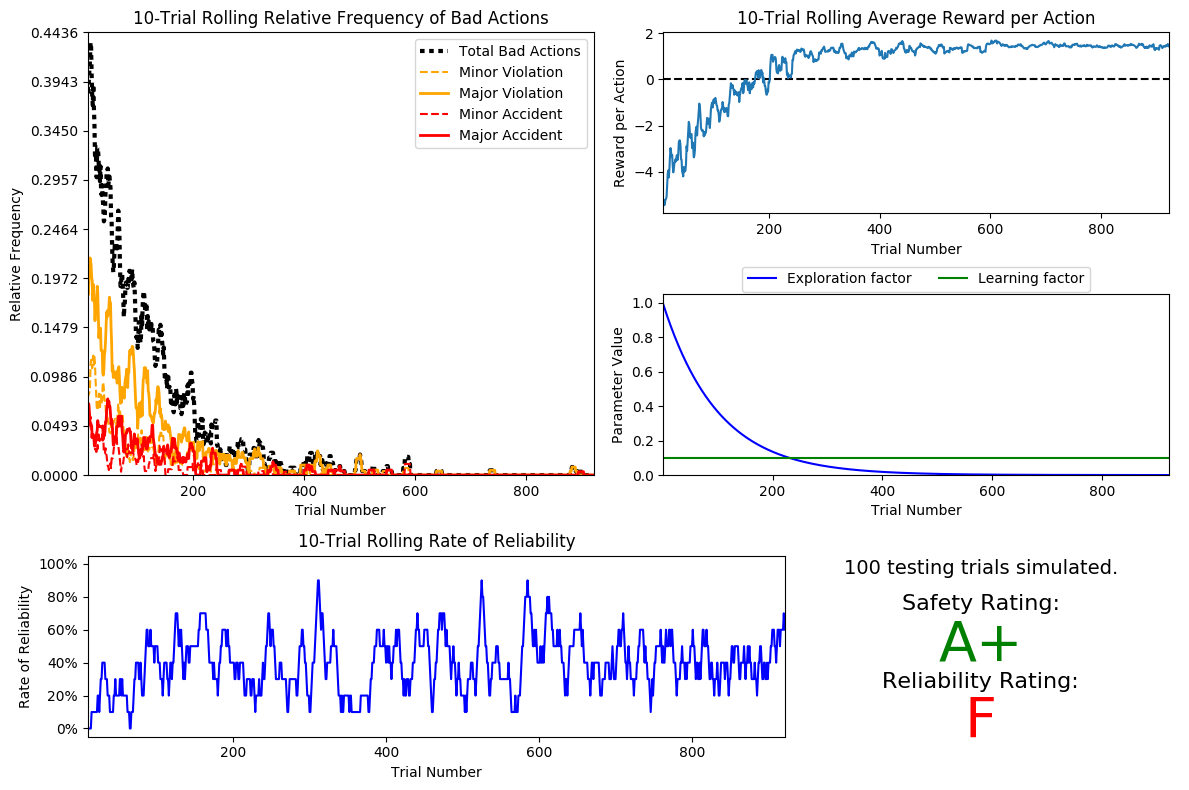 10-Trial Rolling Relative Frequency of Bad Actions
0.4436
0.3943
0.3450
0.2957
0.2464
0.1972
0.1479
0.0986
0.0493
0.0000
Relative Frequency
Total Bad Actions
Minor Violation
Major Violation
Minor Accident
Major Accident
200
400
600
800
Trial Number
10-Trial Rolling Average Reward per Action
2
0
−2
−4
Reward per Action
200
400
600
800
Trial Number
Exploration factor
Learning factor
1.0
0.8
0.6
0.4
0.2
0.0
Parameter Value
200
400
600
800
Trial Number
10-Trial Rolling Rate of Reliability
100%
80%
60%
40%
20%
0%
Rate of Reliability
200
400
600
800
Trial Number
100 testing trials simulated.
Safety Rating:
A+
Reliability Rating:
F